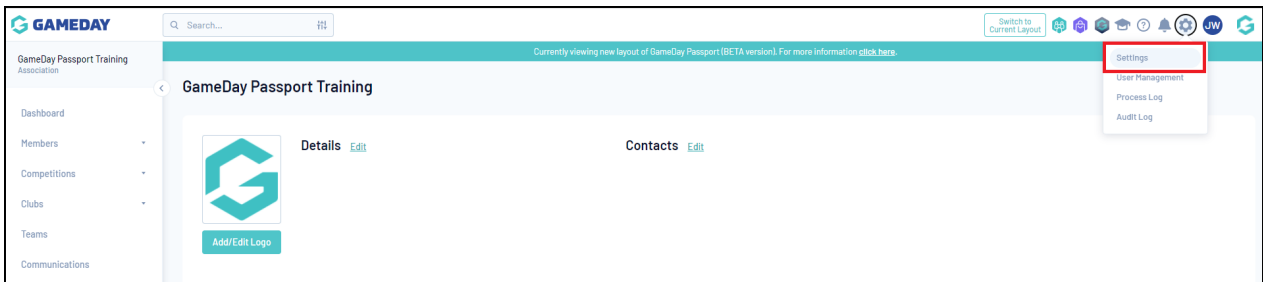 GAMEDAY
Search...
Switch to
Current Layout
JW
GameDay Passport Training
Association
Currently viewing new layout of GameDay Passport (BETA version). For more information click here.
Settings
User Management
Process Log
Audit Log
GameDay Passport Training
Dashboard
Members
Competitions
Clubs
Teams
Communications
Details Edit
Contacts Edit
Add/Edit Logo